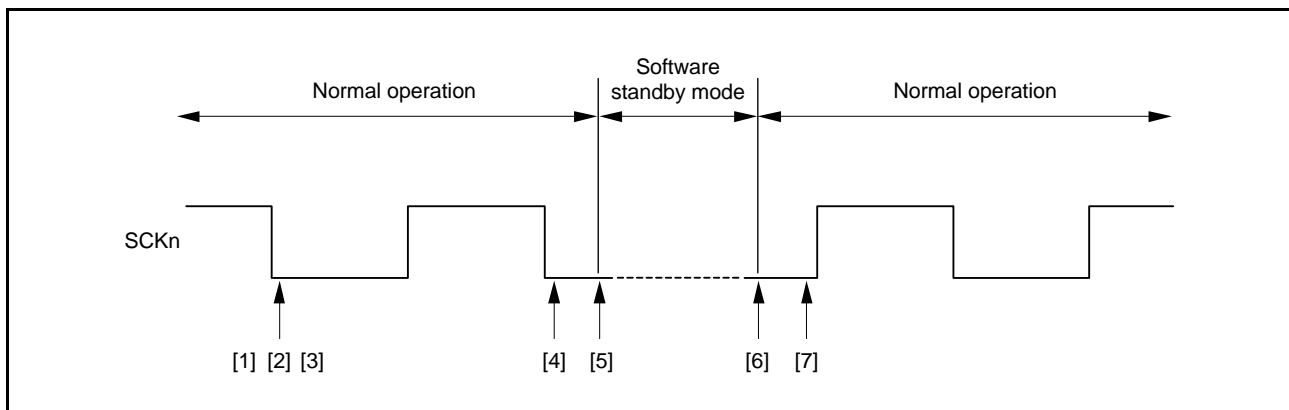 Normal operation
Software
standby mode
Normal operation
SCKn
[1] [2] [3]
[4]
[5]
[6]
[7]